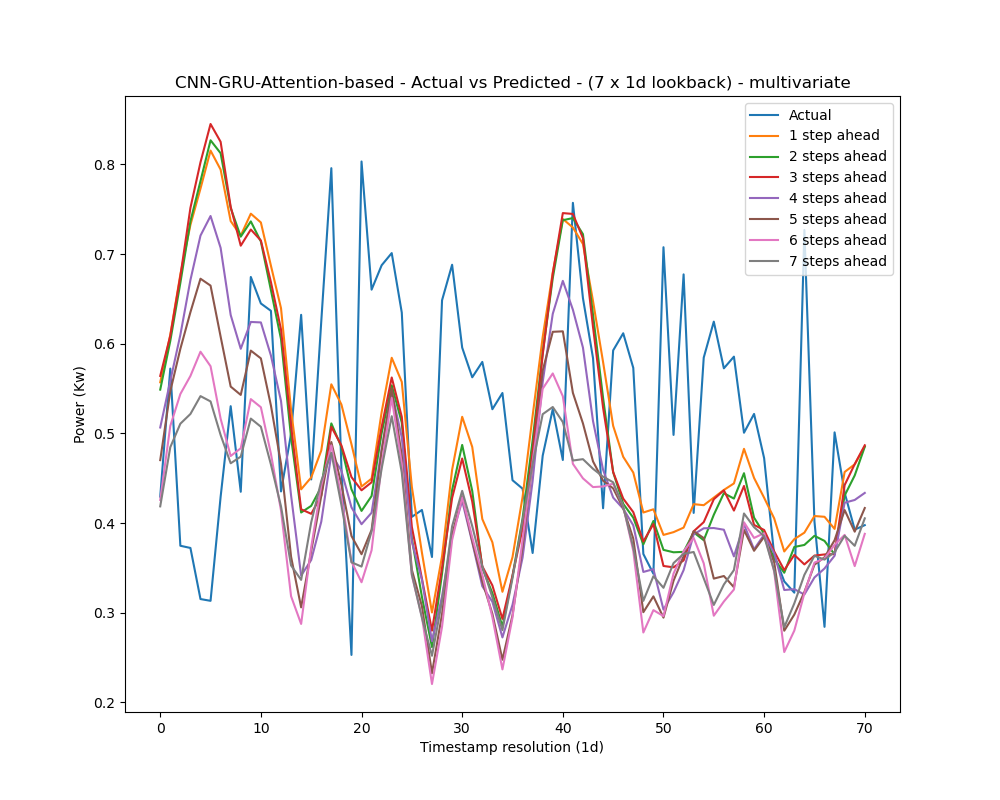 CNN-GRU-Attention-based - Actual vs Predicted - (7 x 1d lookback) - multivariate
Actual
1 step ahead
2 steps ahead
3 steps ahead
4 steps ahead
5 steps ahead
6 steps ahead
7 steps ahead
Power (Kw)
0.8
0.7
0.6
0.5
0.4
0.3
0.2
0 10 20 30 40 50 60 70
Timestamp resolution (1d)